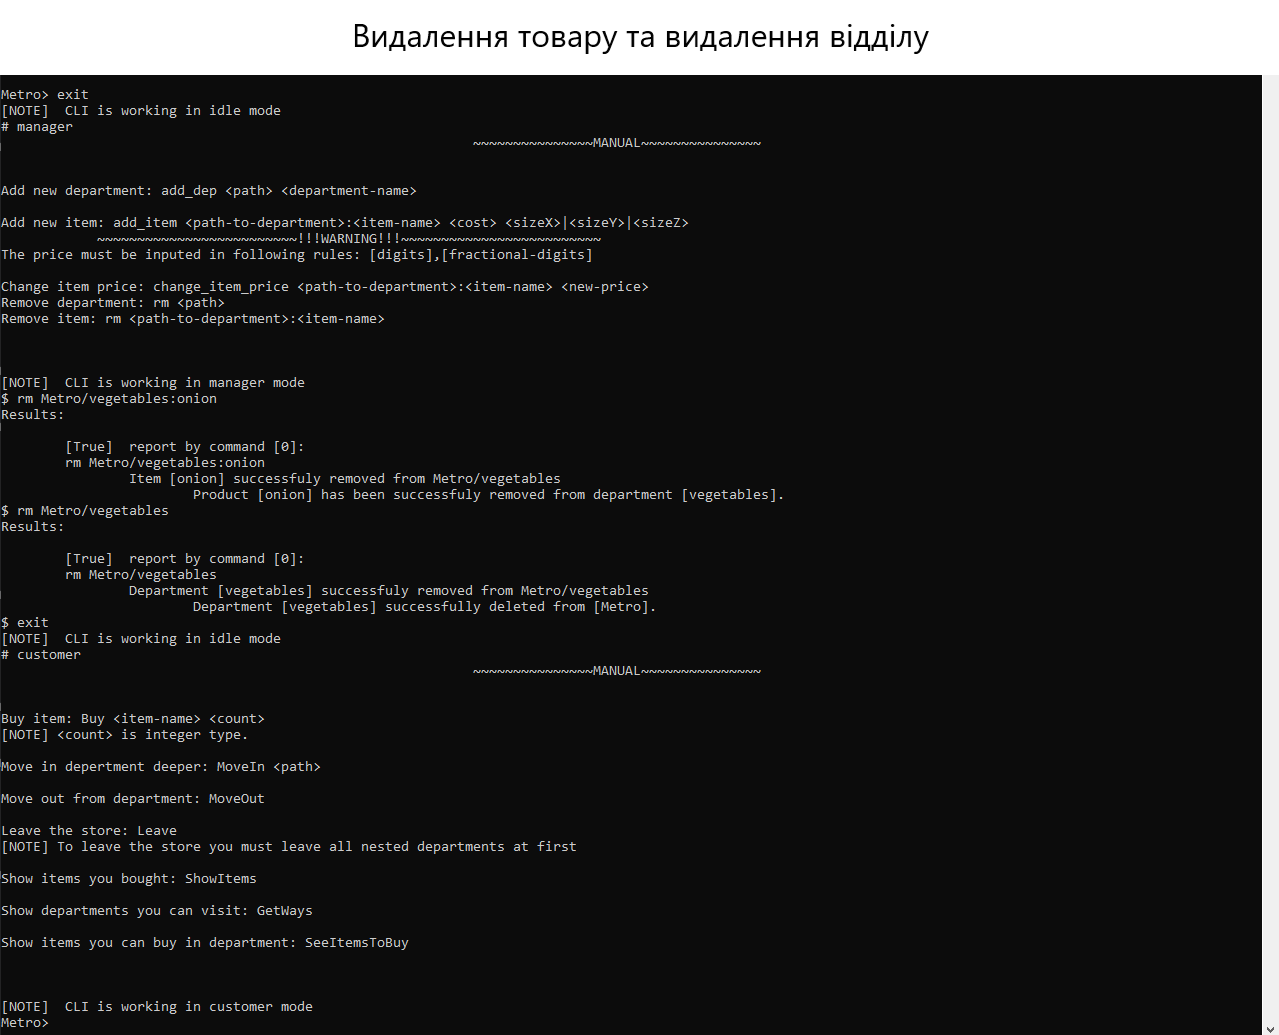 Видалення товару та видалення відділу
Metro> exit
[NOTE]  CLI is working in idle mode
# manager
~~~~~~~~~~~~~~~MANUAL~~~~~~~~~~~~~~~
Add new department: add_dep <path> <department-name>
Add new item: add_item <path-to-department>:<item-name> <cost> <sizeX>|<sizeY>|<sizeZ>
~~~~~~~~~~~~~~~~~~~~~~~~~!!!WARNING!!!~~~~~~~~~~~~~~~~~~~~~~~~~
The price must be inputed in following rules: [digits],[fractional-digits]
Change item price: change_item_price <path-to-department>:<item-name> <new-price>
Remove department: rm <path>
Remove item: rm <path-to-department>:<item-name>
[NOTE]  CLI is working in manager mode
$ rm Metro/vegetables:onion
Results:
[True]  report by command [0]:
rm Metro/vegetables:onion
Item [onion] successfuly removed from Metro/vegetables
Product [onion] has been successfuly removed from department [vegetables].
$ rm Metro/vegetables
Results:
[True]  report by command [0]:
rm Metro/vegetables
Department [vegetables] successfuly removed from Metro/vegetables
Department [vegetables] successfully deleted from [Metro].
$ exit
[NOTE]  CLI is working in idle mode
# customer
~~~~~~~~~~~~~~~MANUAL~~~~~~~~~~~~~~~
Buy item: Buy <item-name> <count>
[NOTE] <count> is integer type.
Move in depertment deeper: MoveIn <path>
Move out from department: MoveOut
Leave the store: Leave
[NOTE] To leave the store you must leave all nested departments at first
Show items you bought: ShowItems
Show departments you can visit: GetWays
Show items you can buy in department: SeeItemsToBuy
[NOTE]  CLI is working in customer mode
Metro>